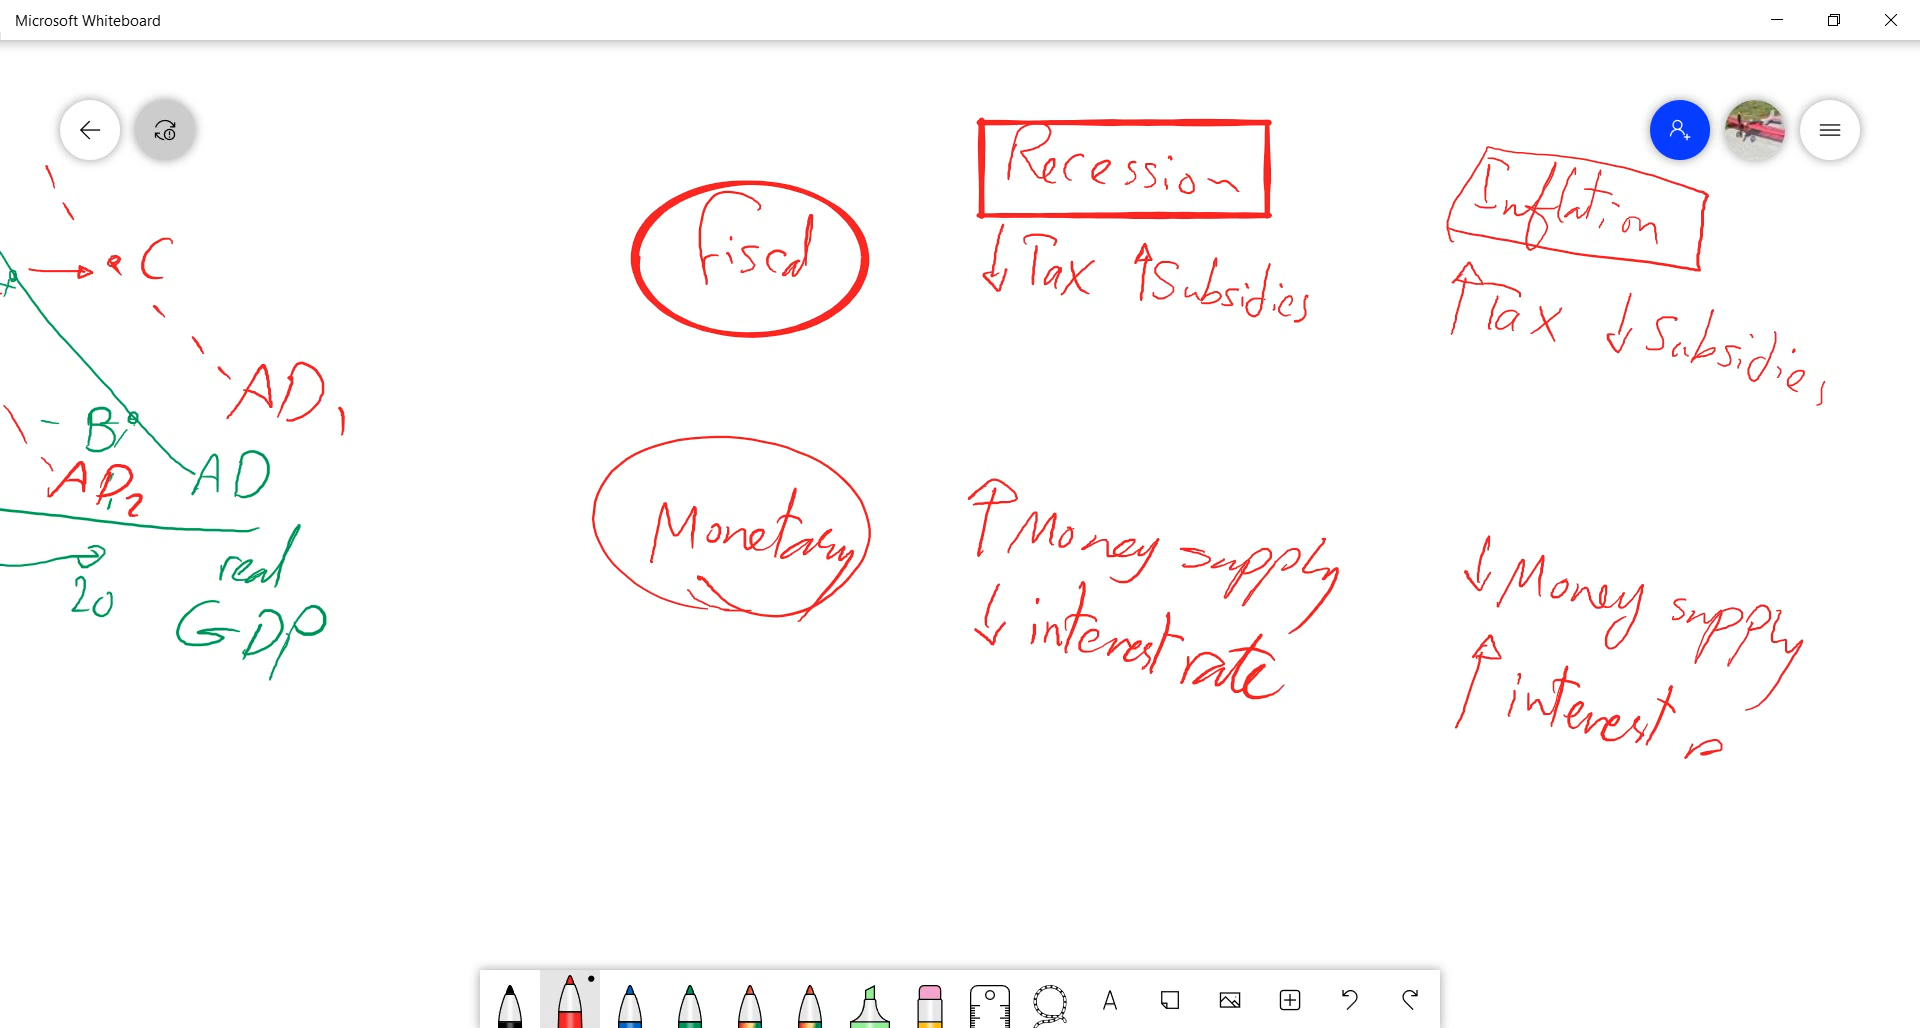 Microsoft Whiteboard
C
AD1
B
AD2
AD
20
real
GDP
Fiscal
Recession
↓ Tax ↑ Subsidies
Inflation
↑ Tax ↓ Subsidies
Monetary
↑ Money supply
↓ interest rate
↓ Money supply
↑ interest r
A